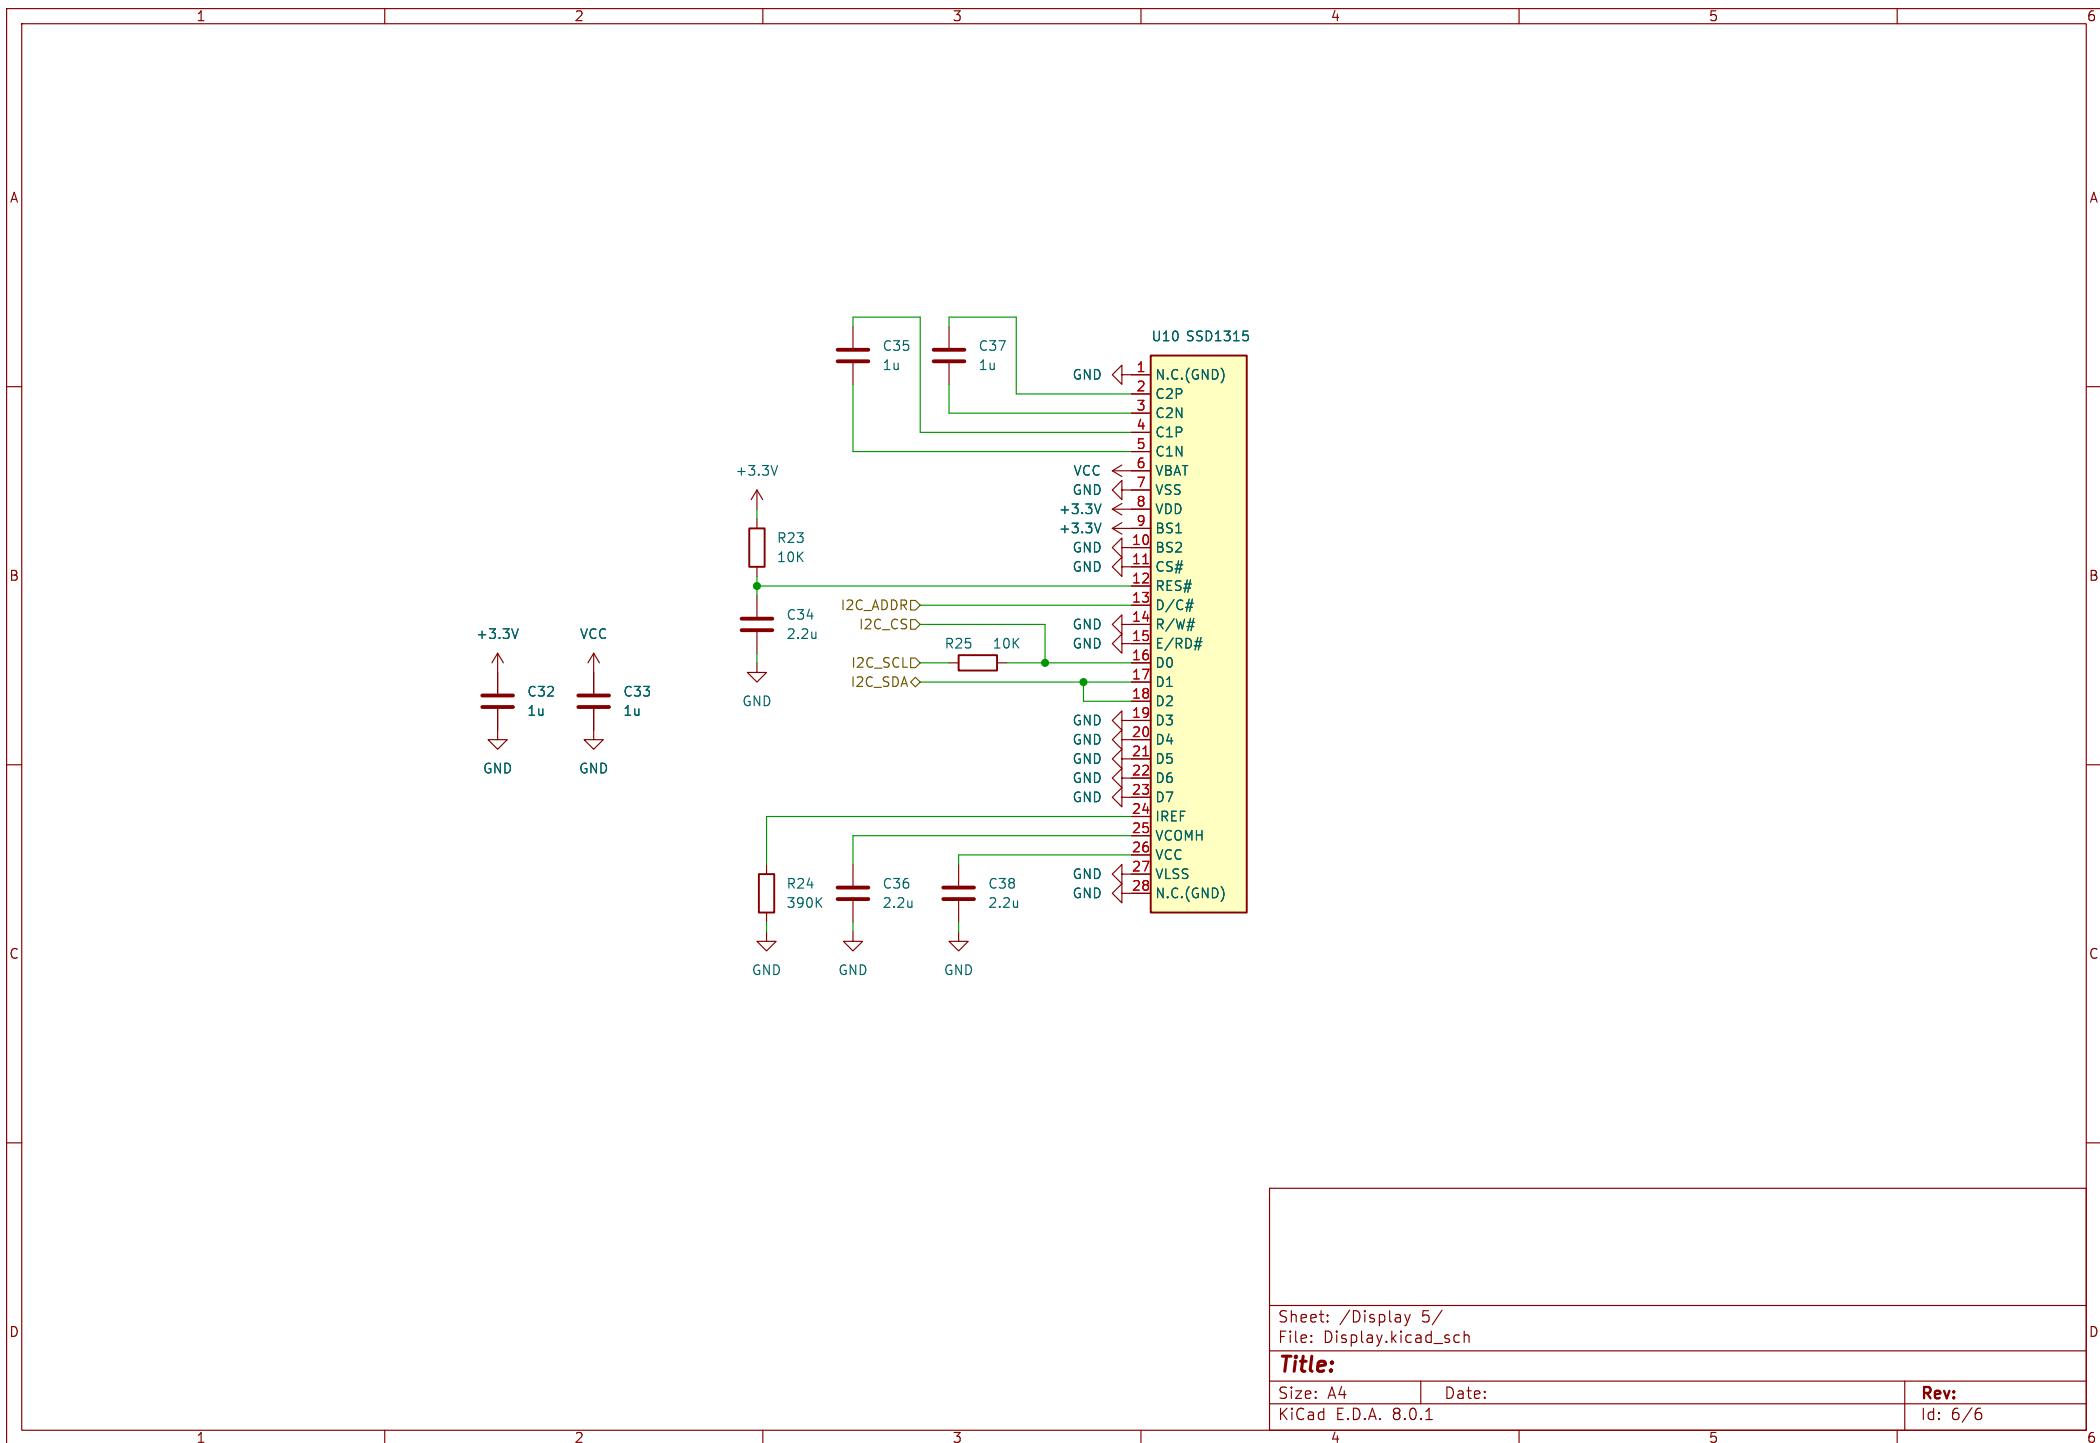 1 2 3 4 5 6
A A
U10 SSD1315
C35
1u
C37
1u
GND 1 N.C.(GND)
2 C2P
3 C2N
4 C1P
5 C1N
VCC 6 VBAT
GND 7 VSS
+3.3V 8 VDD
+3.3V 9 BS1
GND 10 BS2
GND 11 CS#
12 RES#
I2C_ADDR 13 D/C#
I2C_CS GND 14 R/W#
GND 15 E/RD#
I2C_SCL R25 10K 16 D0
I2C_SDA 17 D1
18 D2
GND 19 D3
GND 20 D4
GND 21 D5
GND 22 D6
GND 23 D7
24 IREF
25 VCOMH
26 VCC
GND 27 VLSS
GND 28 N.C.(GND)
+3.3V
R23
10K
B B
C34
2.2u
GND
+3.3V VCC
C32
1u
C33
1u
GND GND
R24
390K
C36
2.2u
C38
2.2u
GND GND GND
C C
D D
Sheet: /Display 5/
File: Display.kicad_sch
Title:
Size: A4 Date: Rev:
KiCad E.D.A. 8.0.1 Id: 6/6
1 2 3 4 5 6